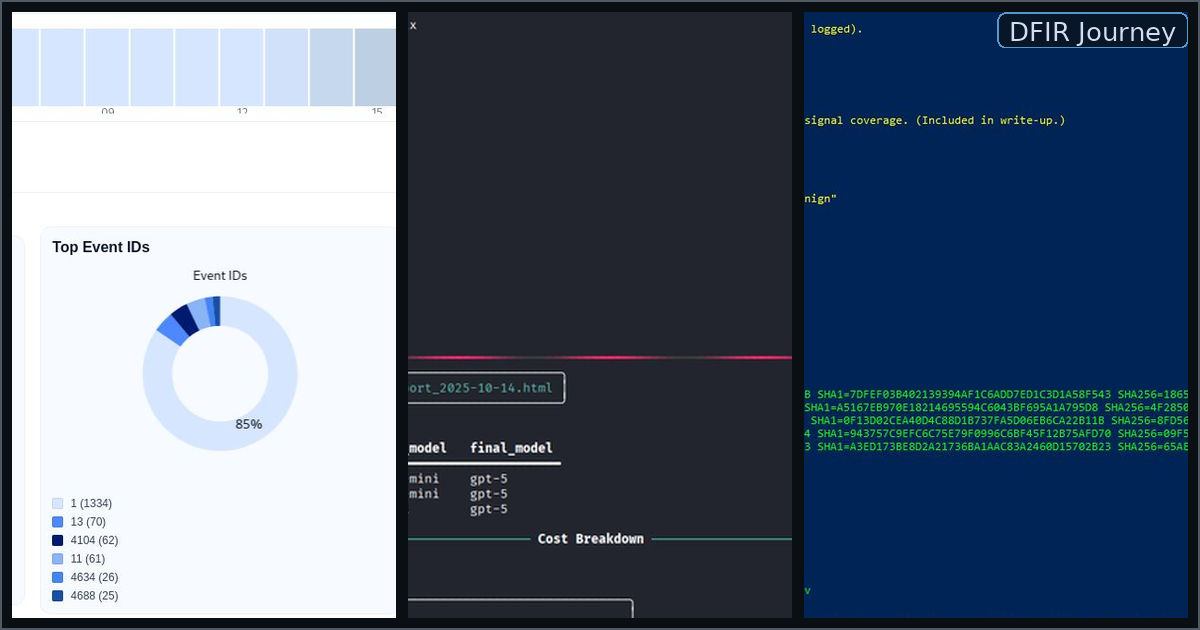 DFIR Journey
09
12
15
Top Event IDs
Event IDs
85%
1 (1334)
13 (70)
4104 (62)
11 (61)
4634 (26)
4688 (25)
x
ort_2025-10-14.html
model final_model
mini gpt-5
mini gpt-5
gpt-5
Cost Breakdown
logged).
signal coverage. (Included in write-up.)
nign"
B SHA1=7DFEF03B402139394AF1C6ADD7ED1C3D1A58F543 SHA256=1865
SHA1=A5167EB970E18214695594C6043BF695A1A795D8 SHA256=4F2850
SHA1=0F13D02CEA40D4C88D1B737FA5D06EB6CA22B11B SHA256=8FD56
4 SHA1=943757C9EFC6C75E79F0996C6BF45F12B75AFD70 SHA256=09F5
3 SHA1=A3ED173BE8D2A21736BA1AAC83A2460D15702B23 SHA256=65AE
v